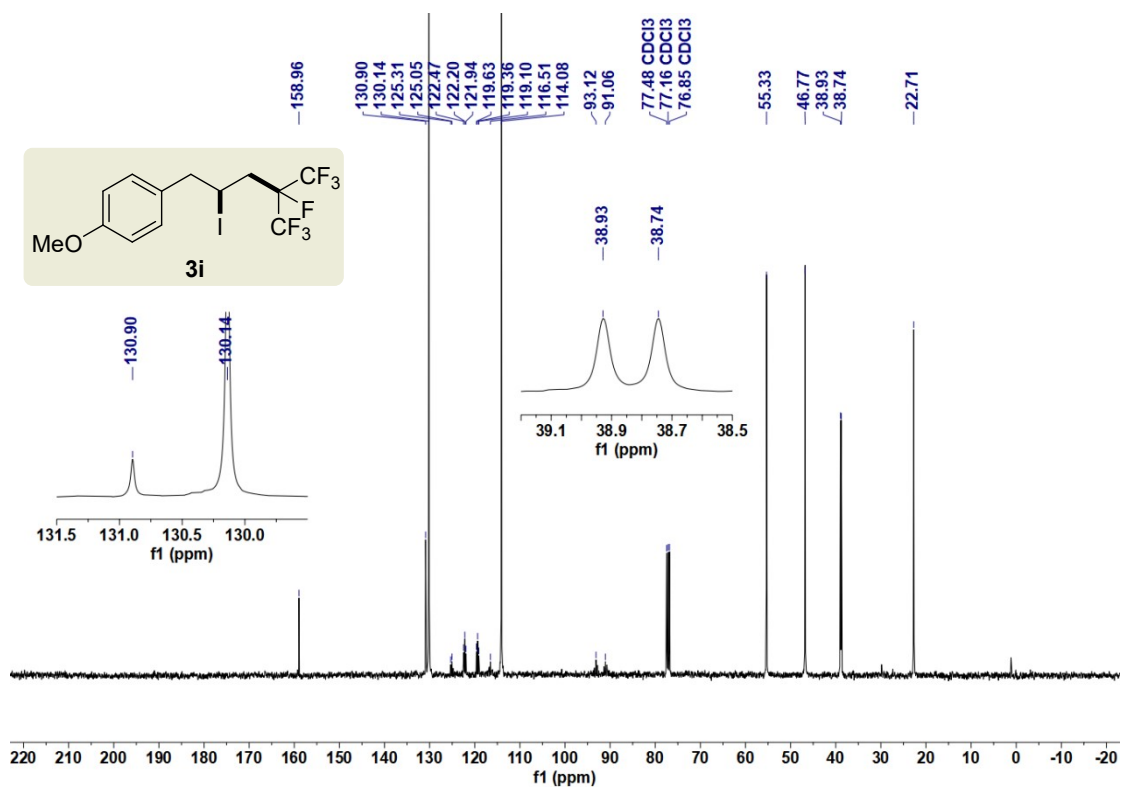 158.96
130.90
130.14
125.31
125.05
122.47
122.20
121.94
119.63
119.36
119.10
116.51
114.08
93.12
91.06
77.48 CDCl3
77.16 CDCl3
76.85 CDCl3
55.33
46.77
38.93
38.74
22.71
CF3
F
CF3
I
MeO
3i
38.93
38.74
39.1 38.9 38.7 38.5
f1 (ppm)
130.90
130.14
131.5 131.0 130.5 130.0
f1 (ppm)
220 210 200 190 180 170 160 150 140 130 120 110 100 90 80 70 60 50 40 30 20 10 0 -10 -20
f1 (ppm)